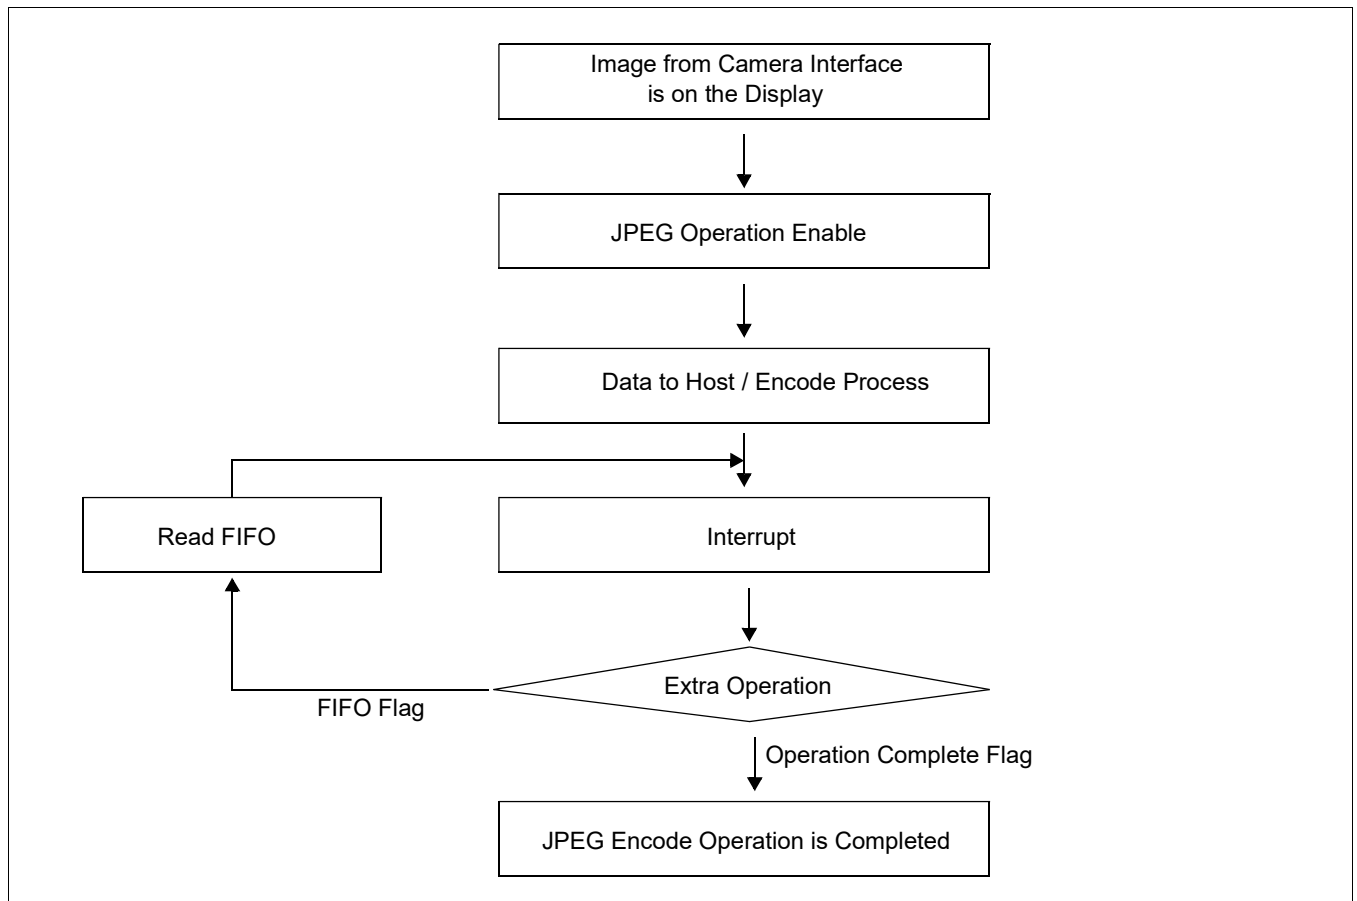 Image from Camera Interface
is on the Display
JPEG Operation Enable
Data to Host / Encode Process
Read FIFO
Interrupt
Extra Operation
FIFO Flag
Operation Complete Flag
JPEG Encode Operation is Completed